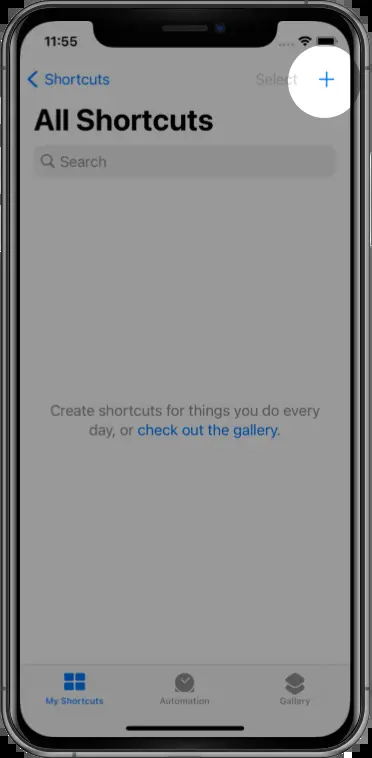 11:55
Shortcuts
Select +
All Shortcuts
Search
Create shortcuts for things you do every
day, or check out the gallery.
My Shortcuts
Automation
Gallery